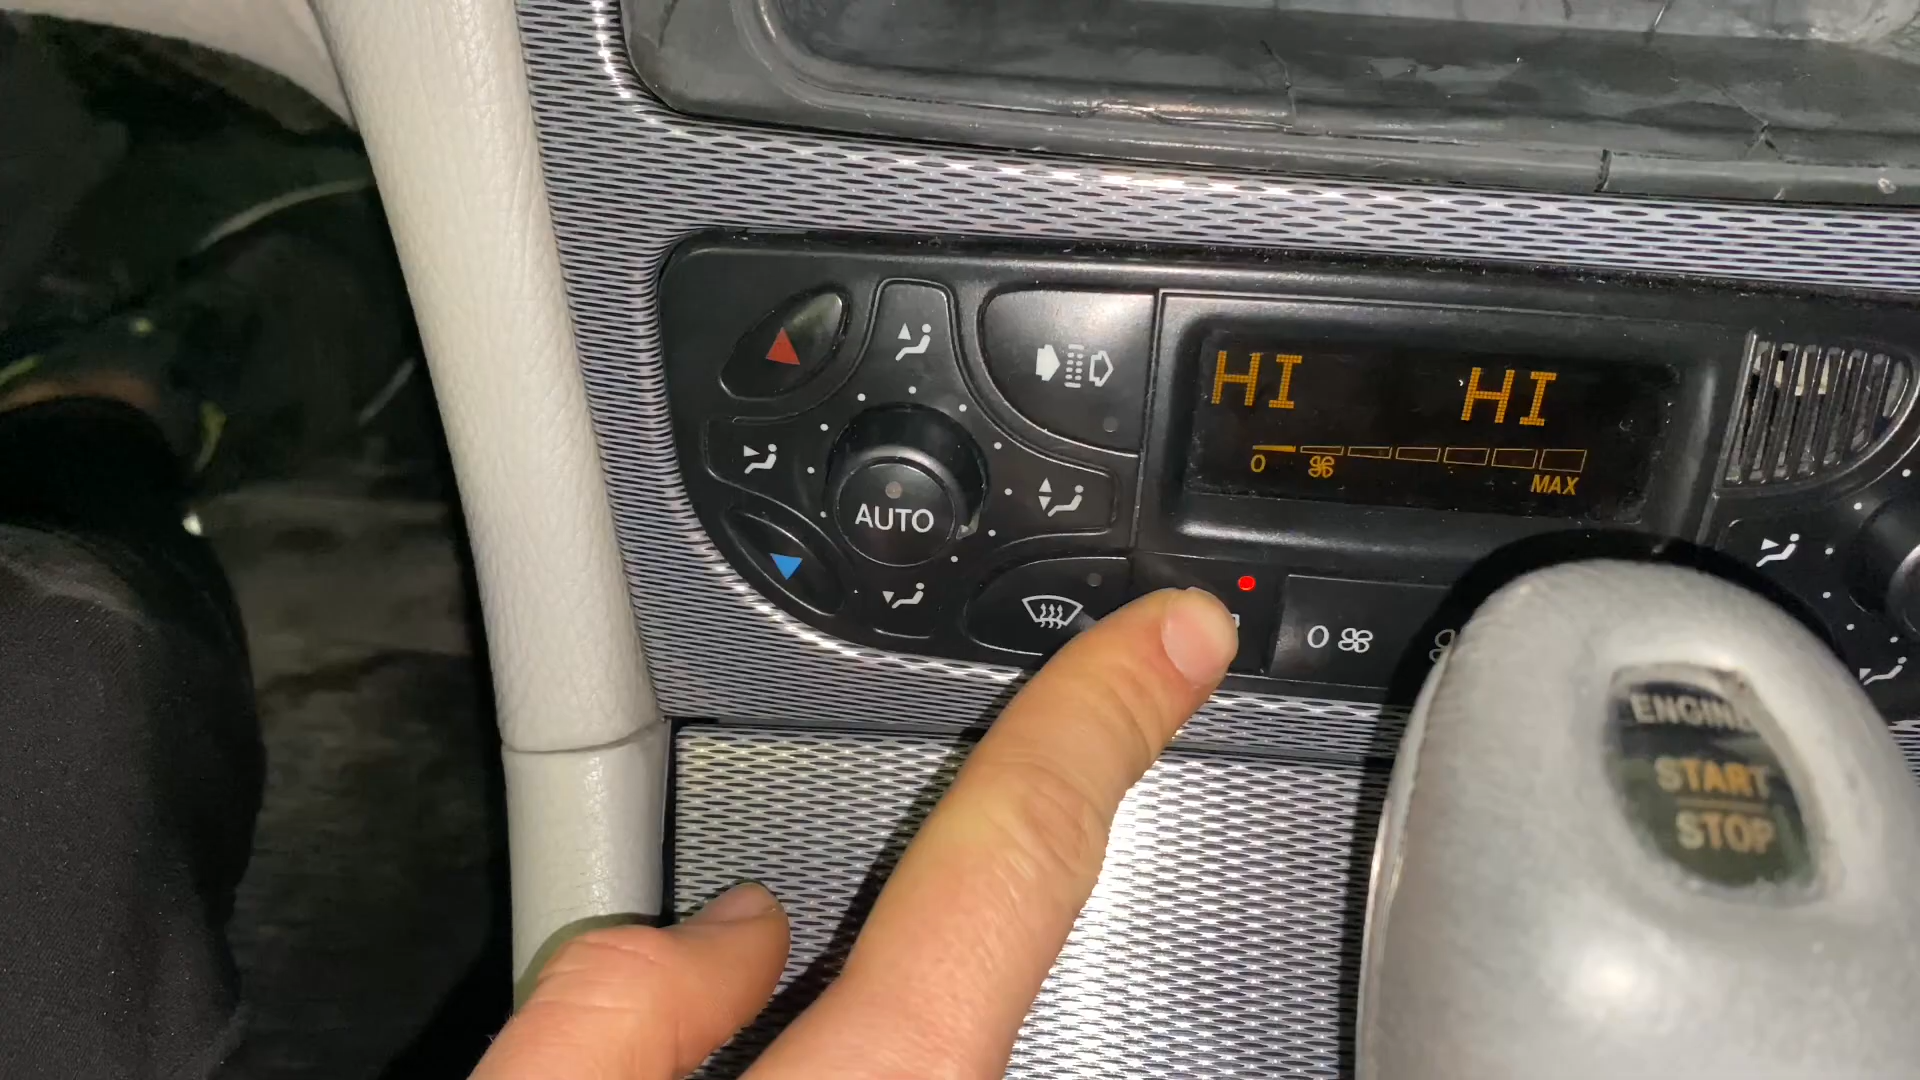 HI HI
0
MAX
AUTO
0
ENGINE
START
STOP